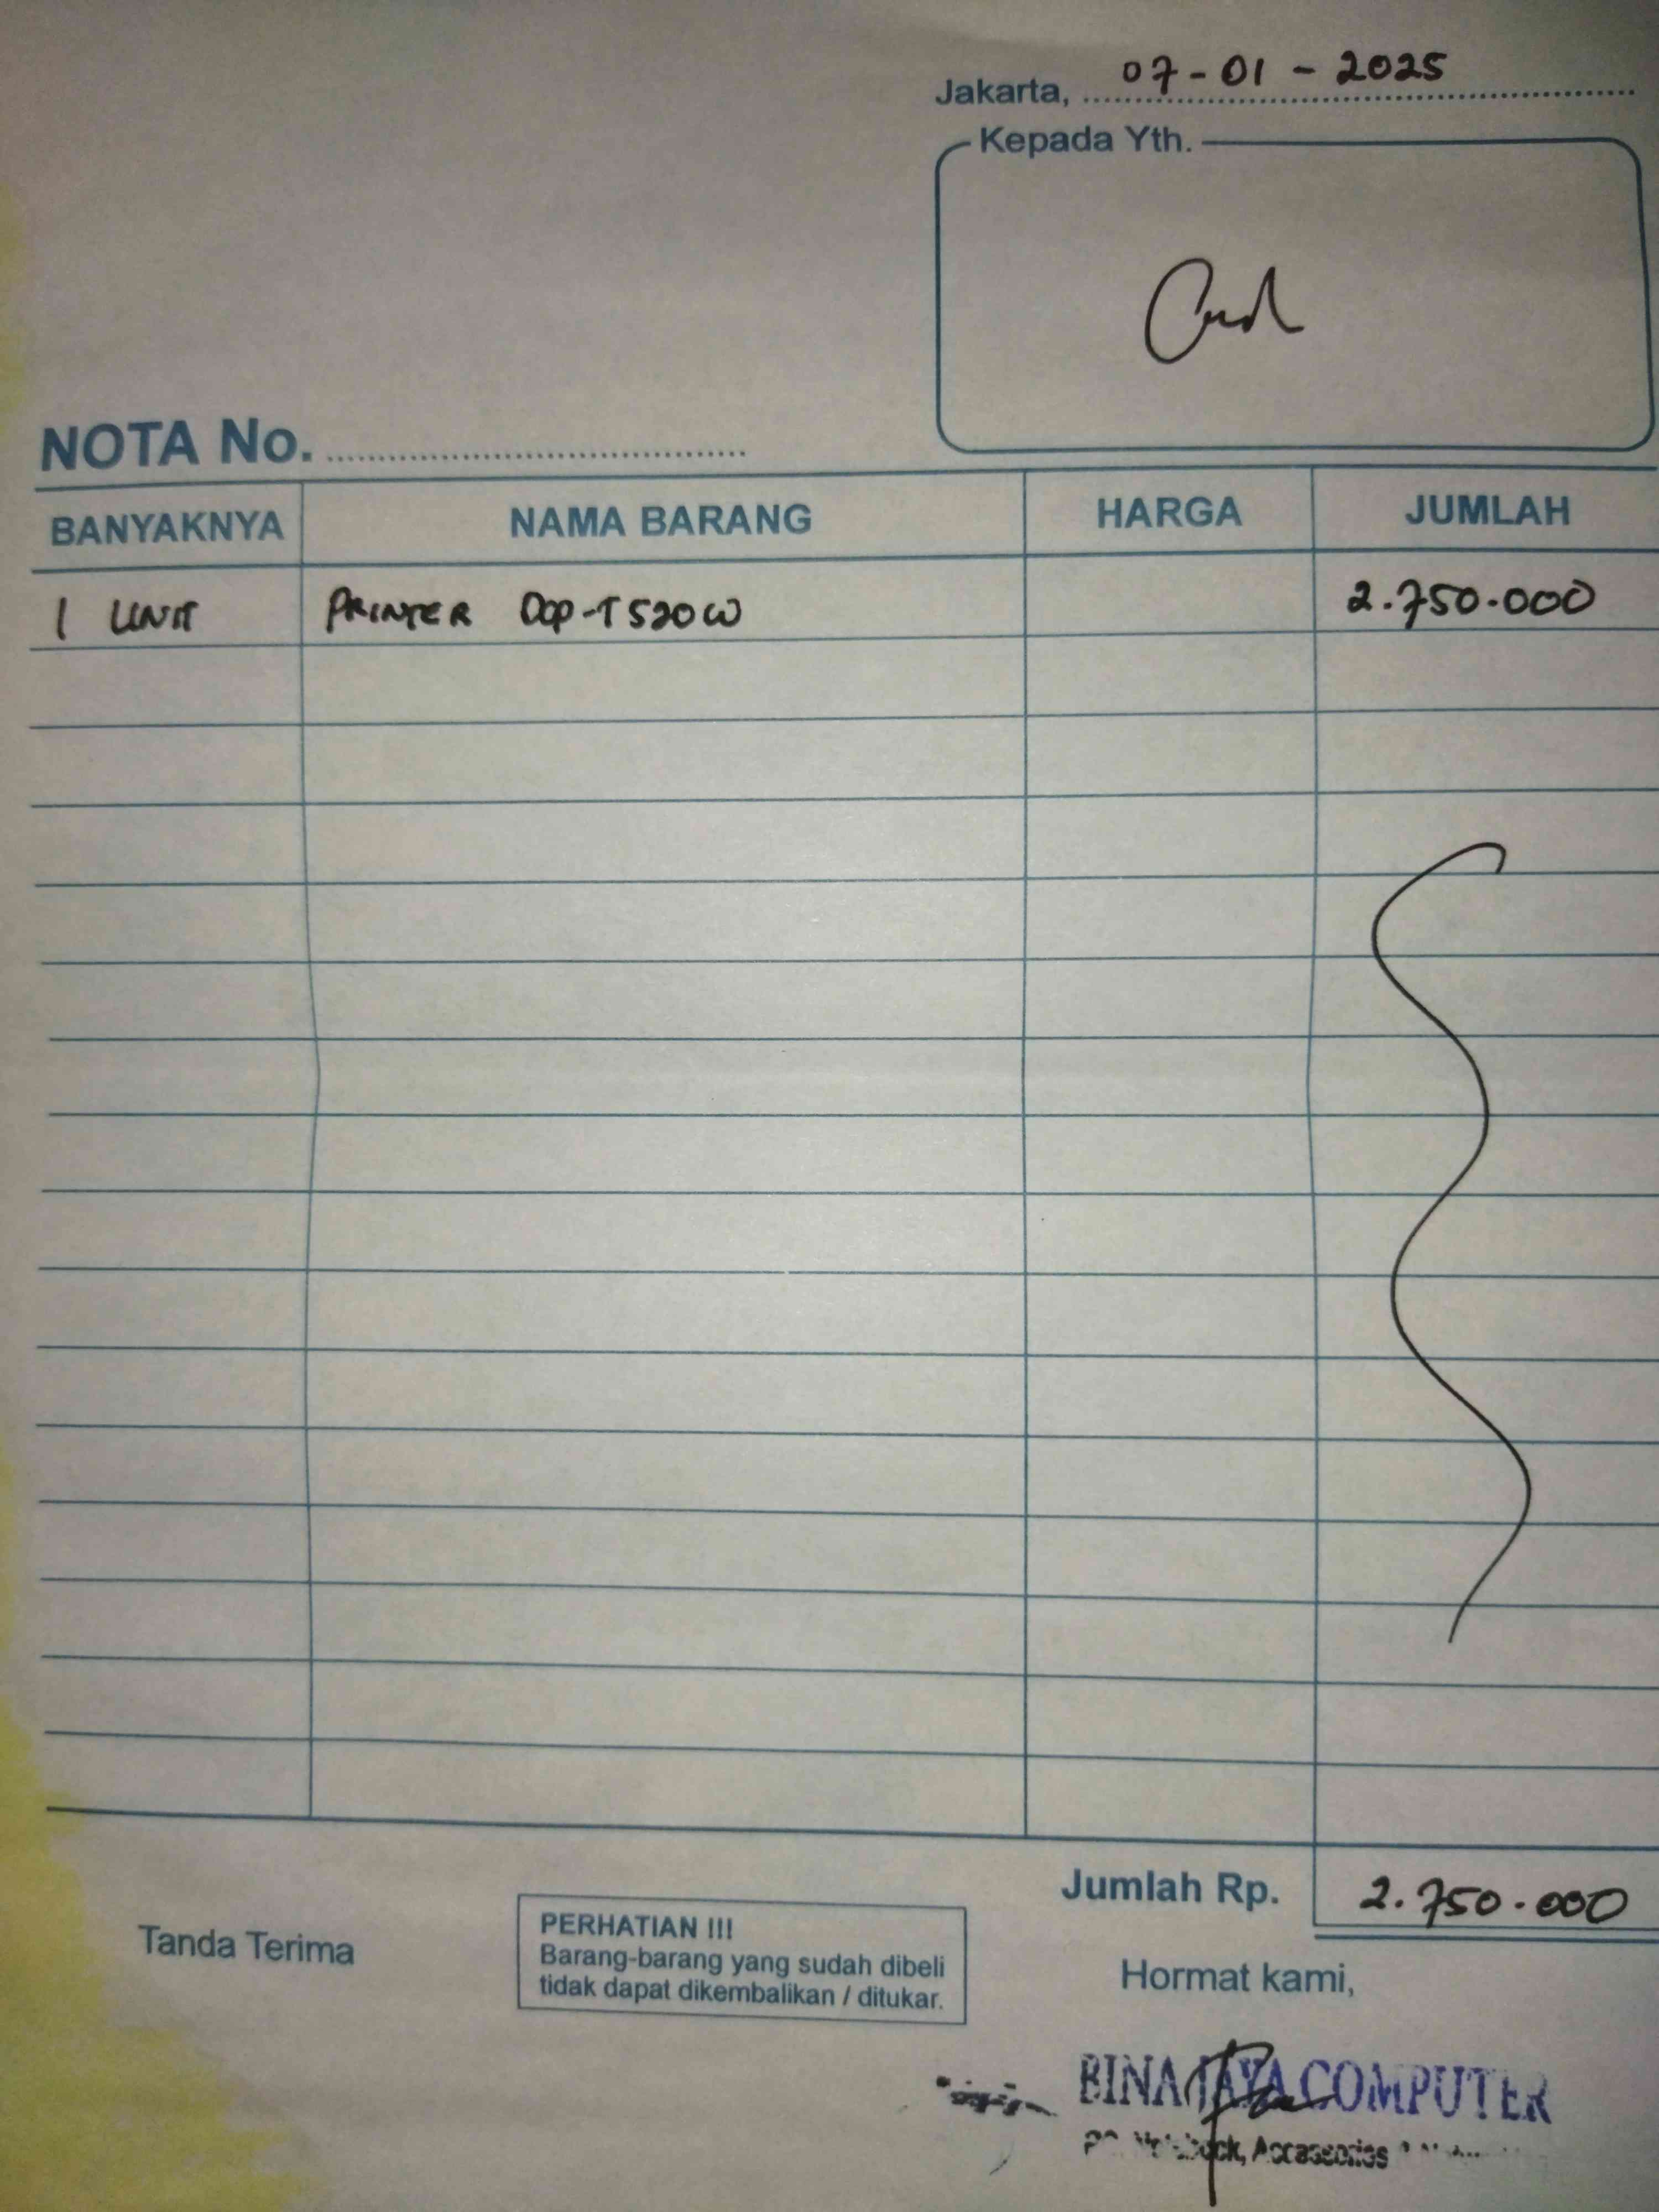 Jakarta, 07-01-2025
Kepada Yth.
Cash
NOTA No.
BANYAKNYA NAMA BARANG HARGA JUMLAH
1 UNIT PRINTER DCP-T520W 2.750.000
Jumlah Rp. 2.750.000
Tanda Terima
PERHATIAN !!!
Barang-barang yang sudah dibeli
tidak dapat dikembalikan / ditukar.
Hormat kami,
BINA JAYA COMPUTER
Accessories